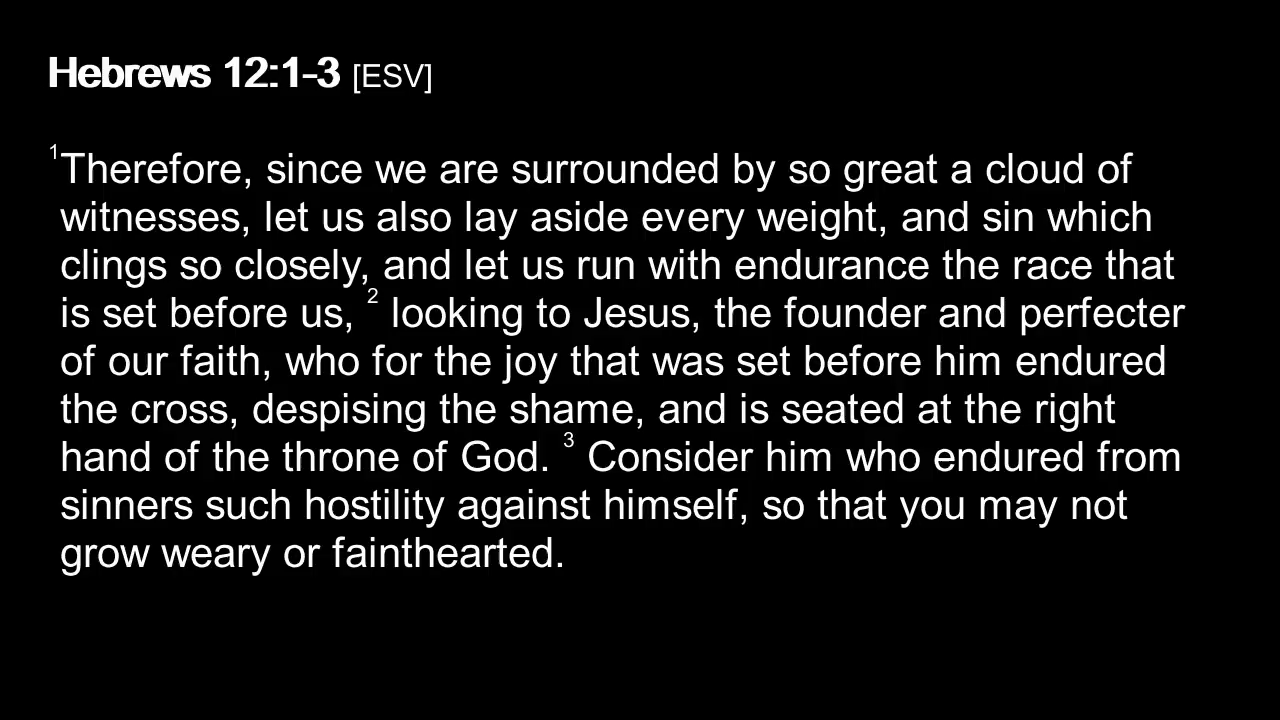 Hebrews 12:1-3 [ESV]
1Therefore, since we are surrounded by so great a cloud of
witnesses, let us also lay aside every weight, and sin which
clings so closely, and let us run with endurance the race that
is set before us, 2 looking to Jesus, the founder and perfecter
of our faith, who for the joy that was set before him endured
the cross, despising the shame, and is seated at the right
hand of the throne of God. 3 Consider him who endured from
sinners such hostility against himself, so that you may not
grow weary or fainthearted.